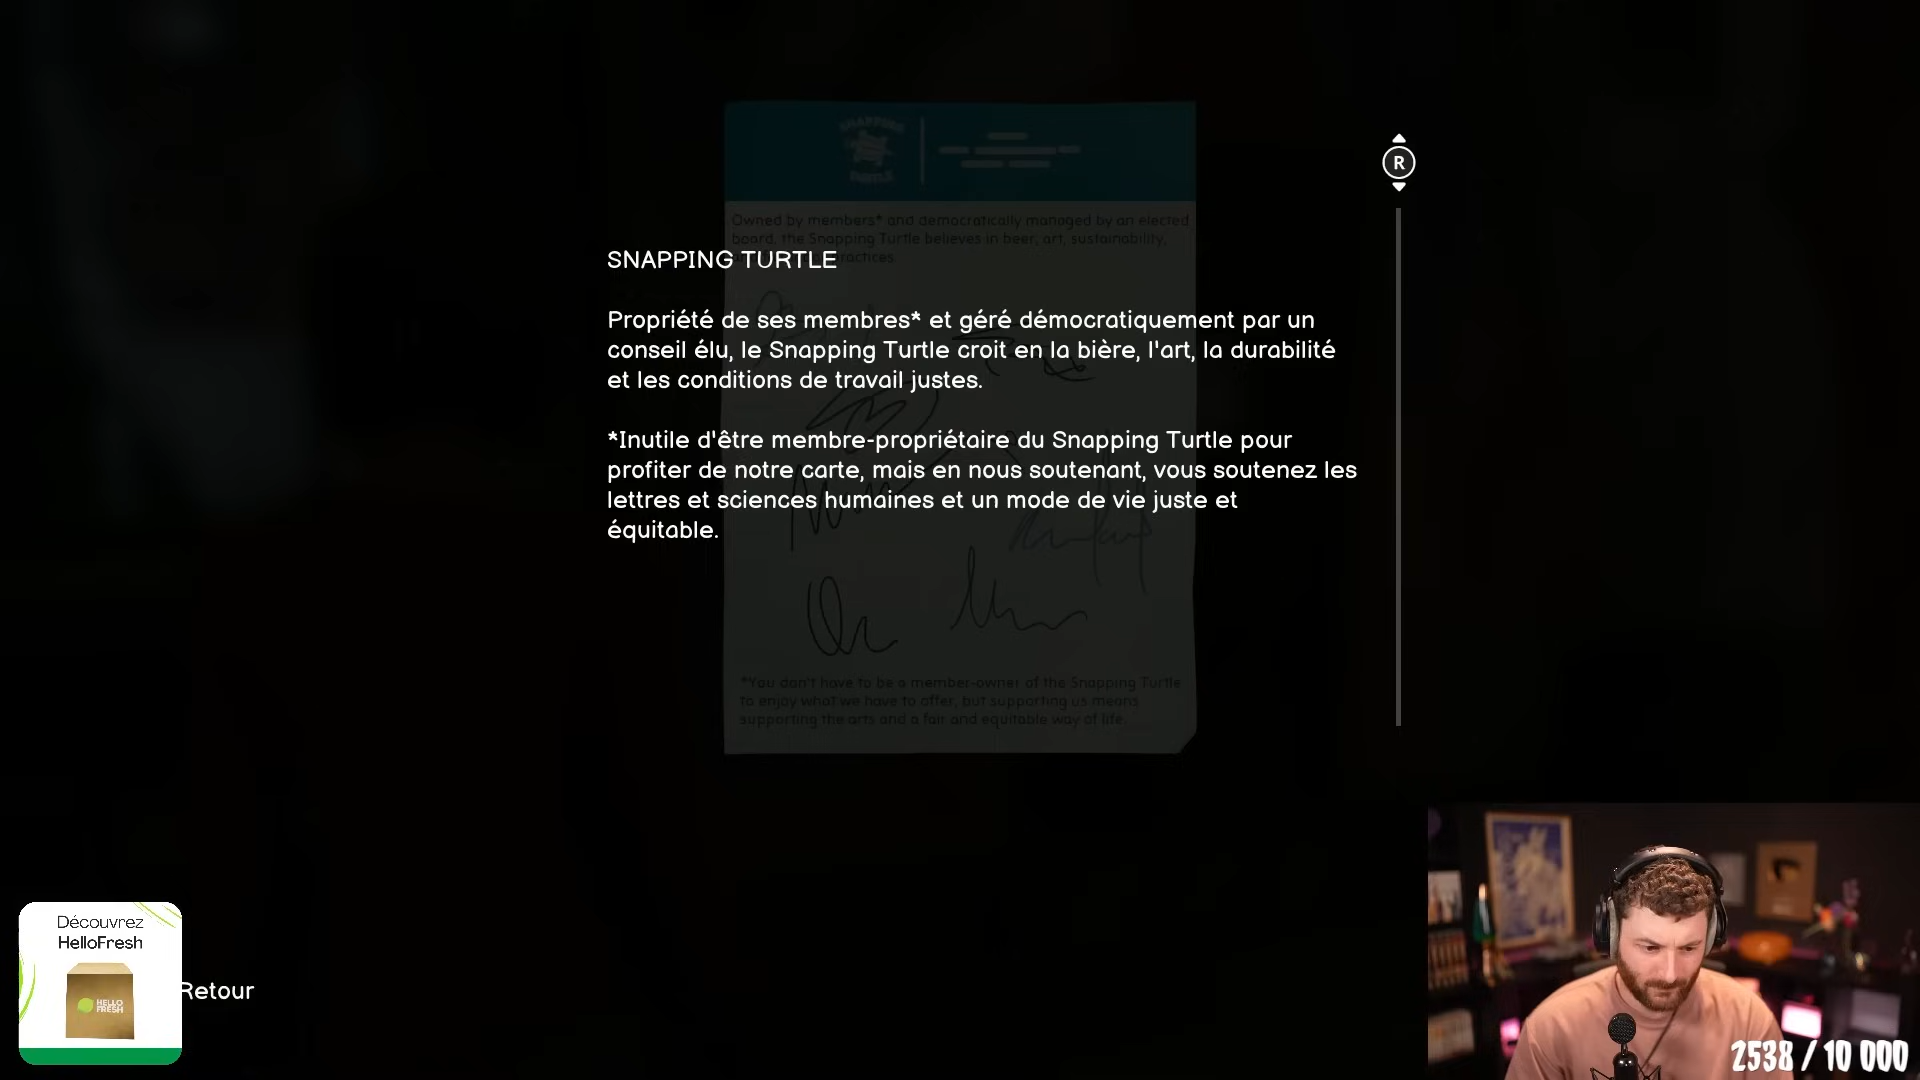 SNAPPING
TURTLE
Owned by members* and democratically managed by an elected
board, the Snapping Turtle believes in beer, art, sustainability,
practices.
SNAPPING TURTLE
Propriété de ses membres* et géré démocratiquement par un
conseil élu, le Snapping Turtle croit en la bière, l'art, la durabilité
et les conditions de travail justes.
*Inutile d'être membre-propriétaire du Snapping Turtle pour
profiter de notre carte, mais en nous soutenant, vous soutenez les
lettres et sciences humaines et un mode de vie juste et
équitable.
*You don't have to be a member-owner of the Snapping Turtle
to enjoy what we have to offer, but supporting us means
supporting the arts and a fair and equitable way of life.
R
Découvrez
HelloFresh
HELLO
FRESH
Retour
2538 / 10 000